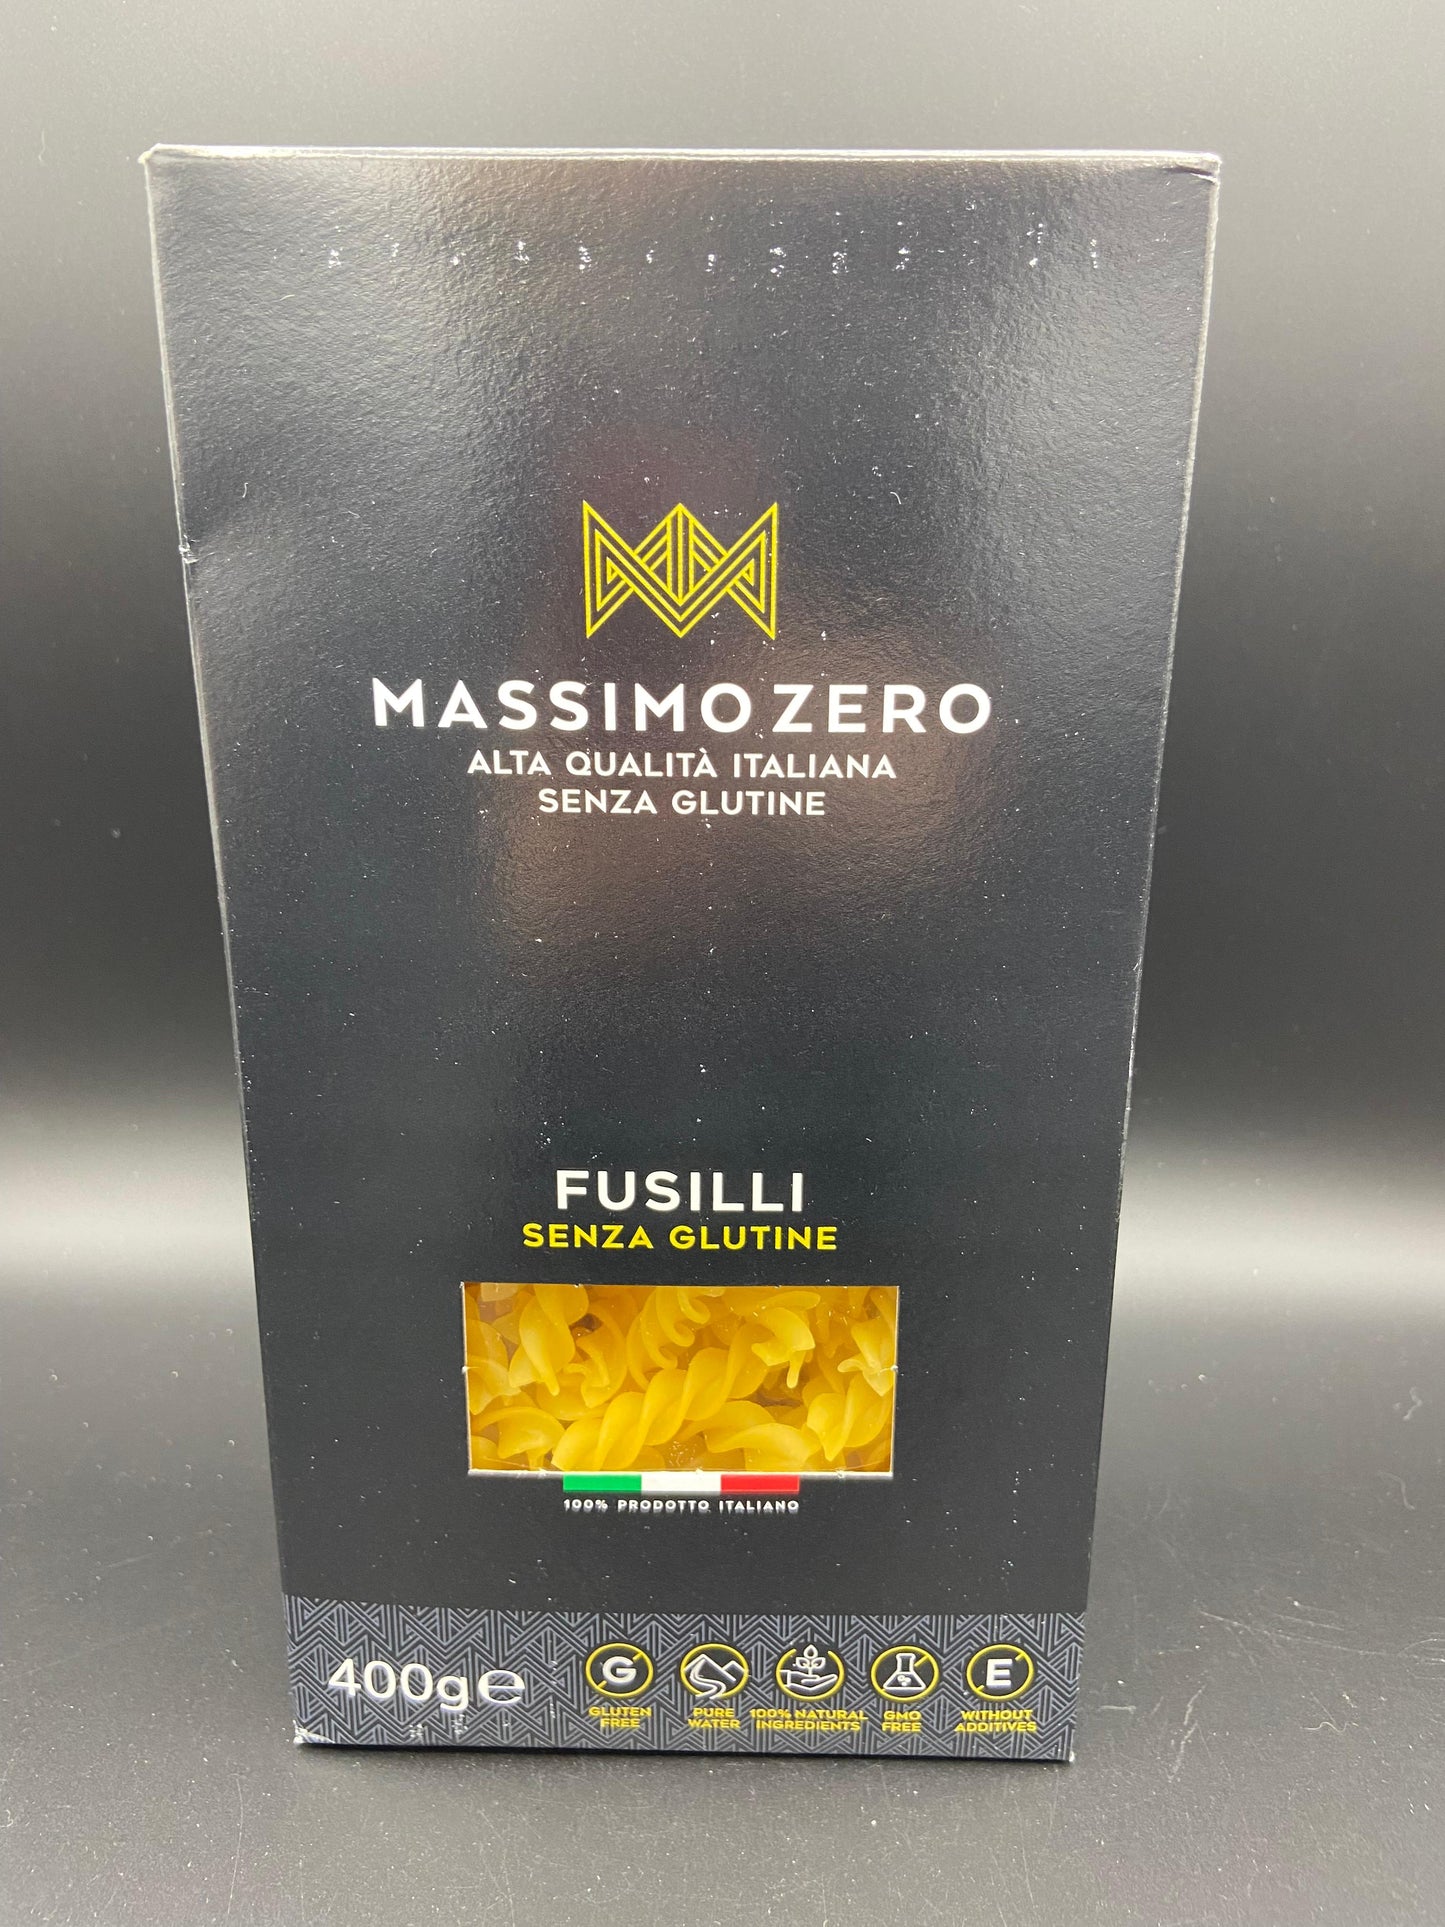 MASSIMO ZERO
ALTA QUALITÀ ITALIANA
SENZA GLUTINE
FUSILLI
SENZA GLUTINE
100% PRODOTTO ITALIANO
400g℮
G
GLUTEN
FREE
PURE
WATER
100% NATURAL
INGREDIENTS
GMO
FREE
E
WITHOUT
ADDITIVES